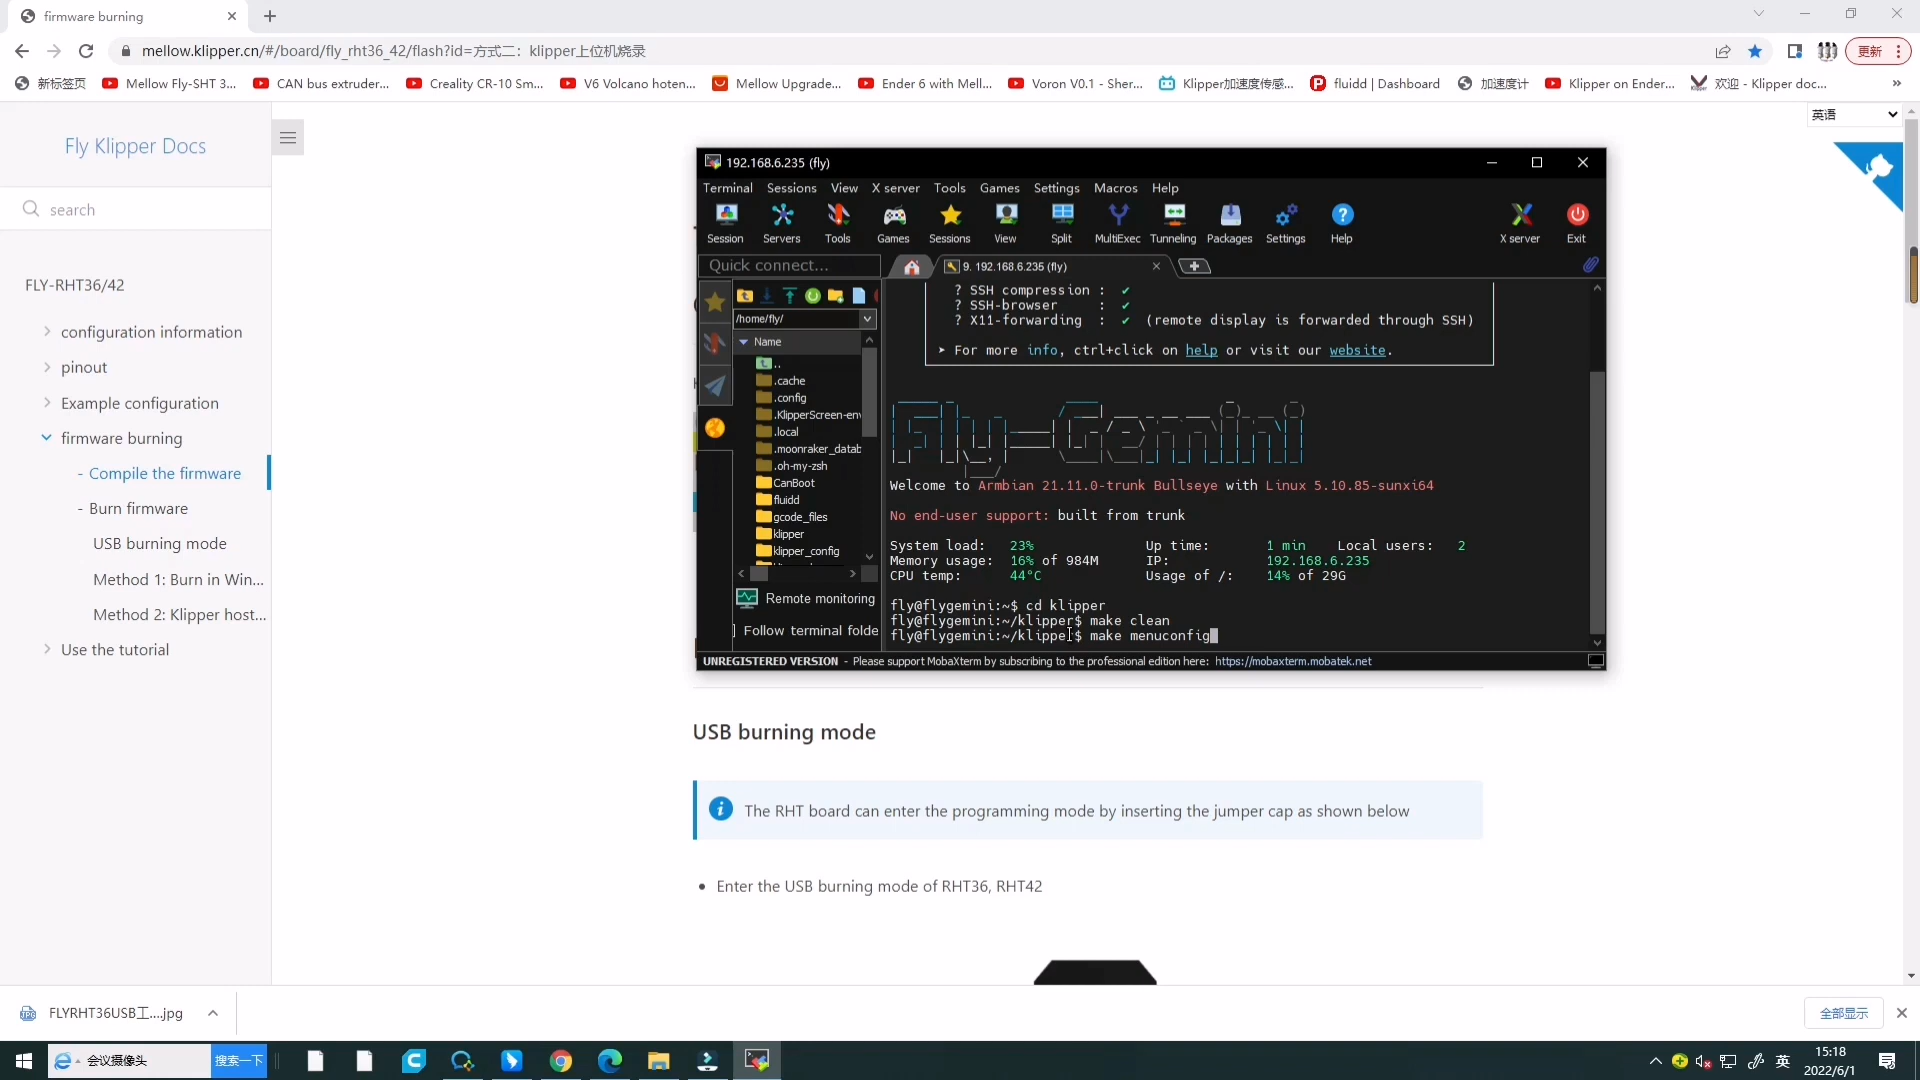 firmware burning
mellow.klipper.cn/#/board/fly_rht36_42/flash?id=方式二：klipper上位机烧录
更新
新标签页
Mellow Fly-SHT 3...
CAN bus extruder...
Creality CR-10 Sm...
V6 Volcano hoten...
Mellow Upgrade...
Ender 6 with Mell...
Voron V0.1 - Sher...
Klipper加速度传感...
fluidd | Dashboard
加速度计
Klipper on Ender...
欢迎 - Klipper doc...
»
英语
Fly Klipper Docs
search
FLY-RHT36/42
configuration information
pinout
Example configuration
firmware burning
- Compile the firmware
- Burn firmware
USB burning mode
Method 1: Burn in Win...
Method 2: Klipper host...
Use the tutorial
192.168.6.235 (fly)
Terminal Sessions View X server Tools Games Settings Macros Help
Session Servers Tools Games Sessions View Split MultiExec Tunneling Packages Settings Help X server Exit
Quick connect...
9. 192.168.6.235 (fly)
/home/fly/
Name
..
.cache
.config
.KlipperScreen-env
.local
.moonraker_datab
.oh-my-zsh
CanBoot
fluidd
gcode_files
klipper
klipper_config
Remote monitoring
Follow terminal folde
? SSH compression : ✔
? SSH-browser : ✔
? X11-forwarding : ✔ (remote display is forwarded through SSH)
➤ For more info, ctrl+click on help or visit our website.
Fly-Gemini
Welcome to Armbian 21.11.0-trunk Bullseye with Linux 5.10.85-sunxi64
No end-user support: built from trunk
System load: 23% Up time: 1 min Local users: 2
Memory usage: 16% of 984M IP: 192.168.6.235
CPU temp: 44°C Usage of /: 14% of 29G
fly@flygemini:~$ cd klipper
fly@flygemini:~/klipper$ make clean
fly@flygemini:~/klipper$ make menuconfig
UNREGISTERED VERSION - Please support MobaXterm by subscribing to the professional edition here: https://mobaxterm.mobatek.net
USB burning mode
The RHT board can enter the programming mode by inserting the jumper cap as shown below
• Enter the USB burning mode of RHT36, RHT42
FLYRHT36USB工....jpg
全部显示
会议摄像头
搜索一下
英
15:18
2022/6/1